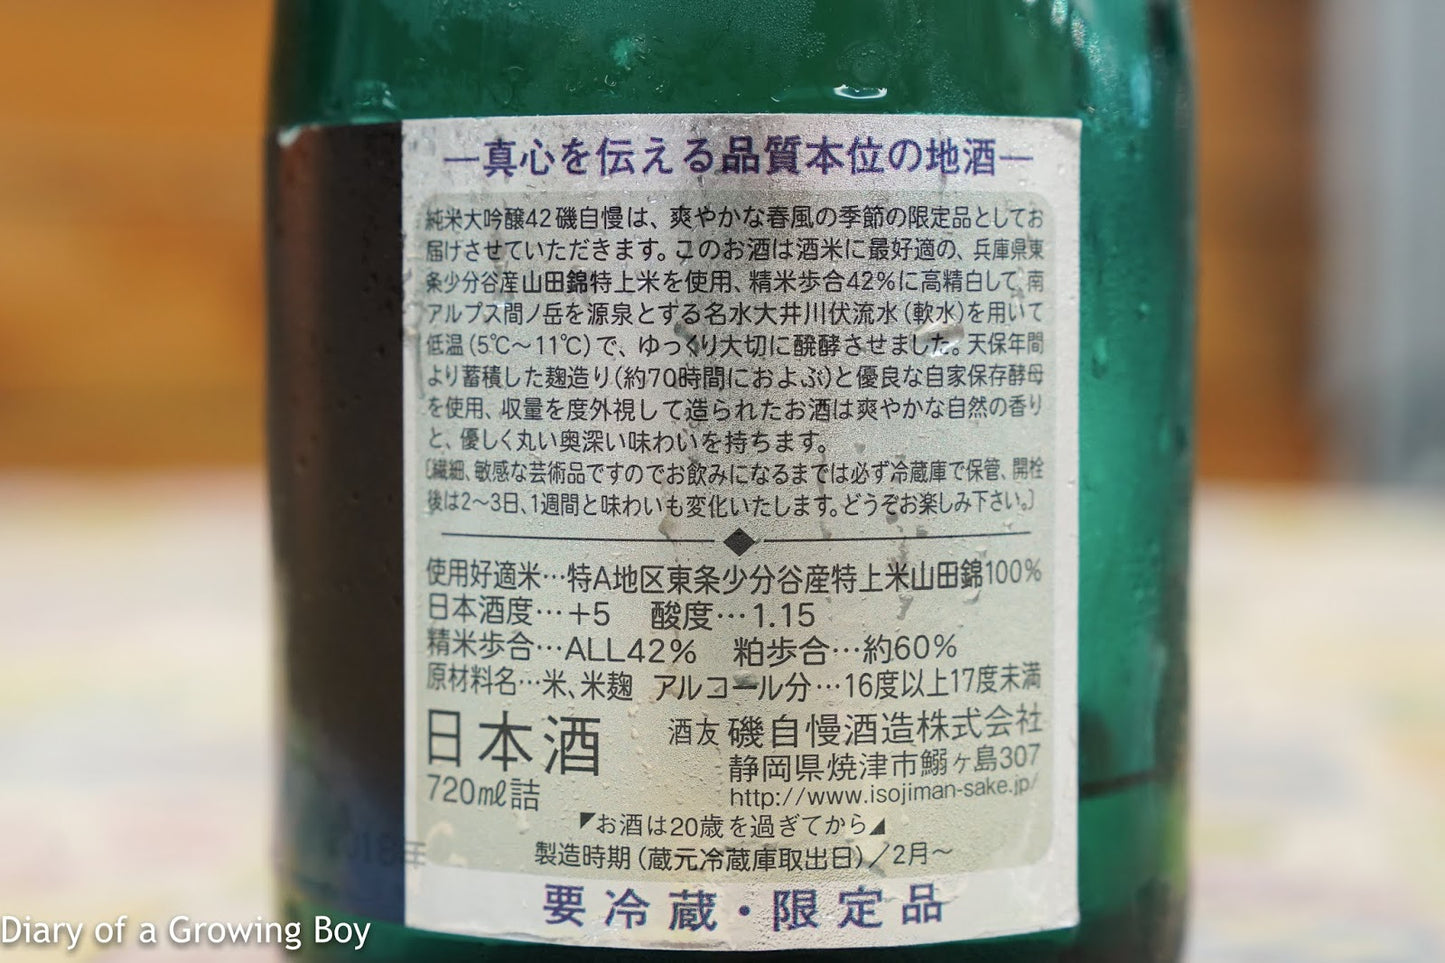 —真心を伝える品質本位の地酒—
純米大吟醸42磯自慢は、爽やかな春風の季節の限定品としてお
届けさせていただきます。このお酒は酒米に最好適の、兵庫県東
条少分谷産山田錦特上米を使用、精米歩合42%に高精白して、南
アルプス間ノ岳を源泉とする名水大井川伏流水(軟水)を用いて
低温(5℃～11℃)で、ゆっくり大切に醗酵させました。天保年間
より蓄積した麹造り(約70時間におよぶ)と優良な自家保存酵母
を使用、収量を度外視して造られたお酒は爽やかな自然の香り
と、優しく丸い奥深い味わいを持ちます。
〔繊細、敏感な芸術品ですのでお飲みになるまでは必ず冷蔵庫で保管、開栓
後は2～3日、1週間と味わいも変化いたします。どうぞお楽しみ下さい。〕
使用好適米…特A地区東条少分谷産特上米山田錦100%
日本酒度…+5 酸度…1.15
精米歩合…ALL42% 粕歩合…約60%
原材料名…米、米麹 アルコール分…16度以上17度未満
日本酒
720㎖詰
酒友 磯自慢酒造株式会社
静岡県焼津市鰯ヶ島307
http://www.isojiman-sake.jp/
◤お酒は20歳を過ぎてから◢
製造時期(蔵元冷蔵庫取出日)／2月～
2018年
要冷蔵・限定品
Diary of a Growing Boy